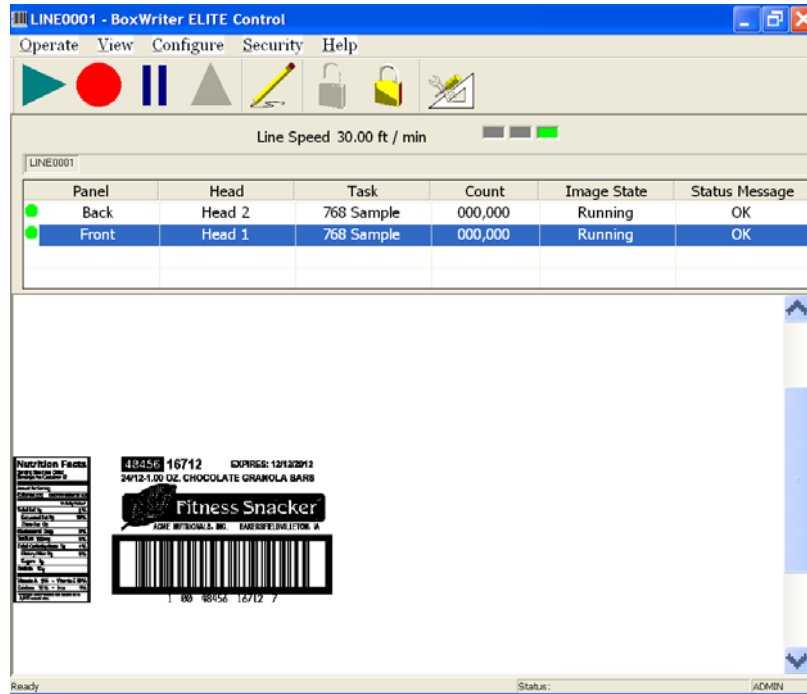 LINE0001 - BoxWriter ELITE Control
Operate View Configure Security Help
Line Speed 30.00 ft / min
LINE0001
Panel Head Task Count Image State Status Message
Back Head 2 768 Sample 000,000 Running OK
Front Head 1 768 Sample 000,000 Running OK
Nutrition Facts
48456 16712 EXPIRES: 12/12/2012
24/12-1.00 OZ. CHOCOLATE GRANOLA BARS
Fitness Snacker
ACME NUTRITIONALS, INC.
1 00 48456 16712 7
Ready Status: ADMIN